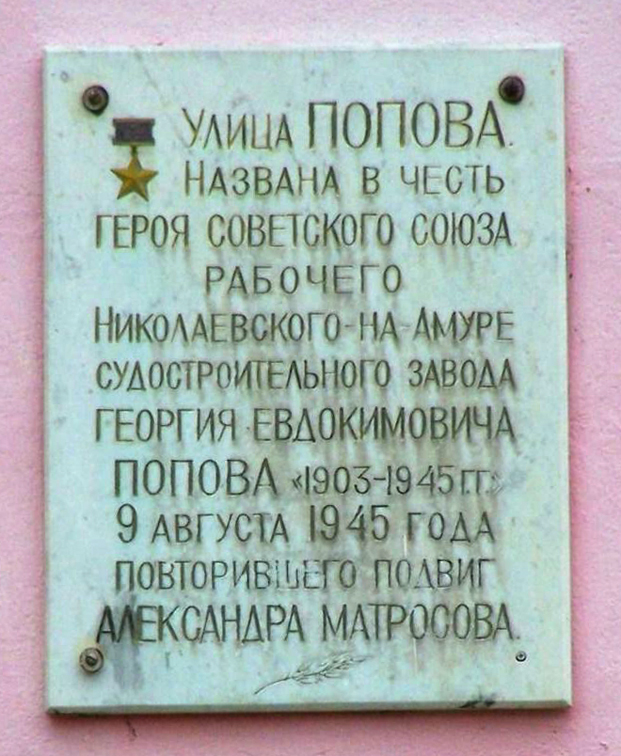 Улица ПОПОВА.
Названа в честь
Героя Советского Союза
рабочего
Николаевского-на-Амуре
судостроительного завода
Георгия Евдокимовича
ПОПОВА «1903-1945 гг.»
9 августа 1945 года
повторившего подвиг
Александра Матросова.